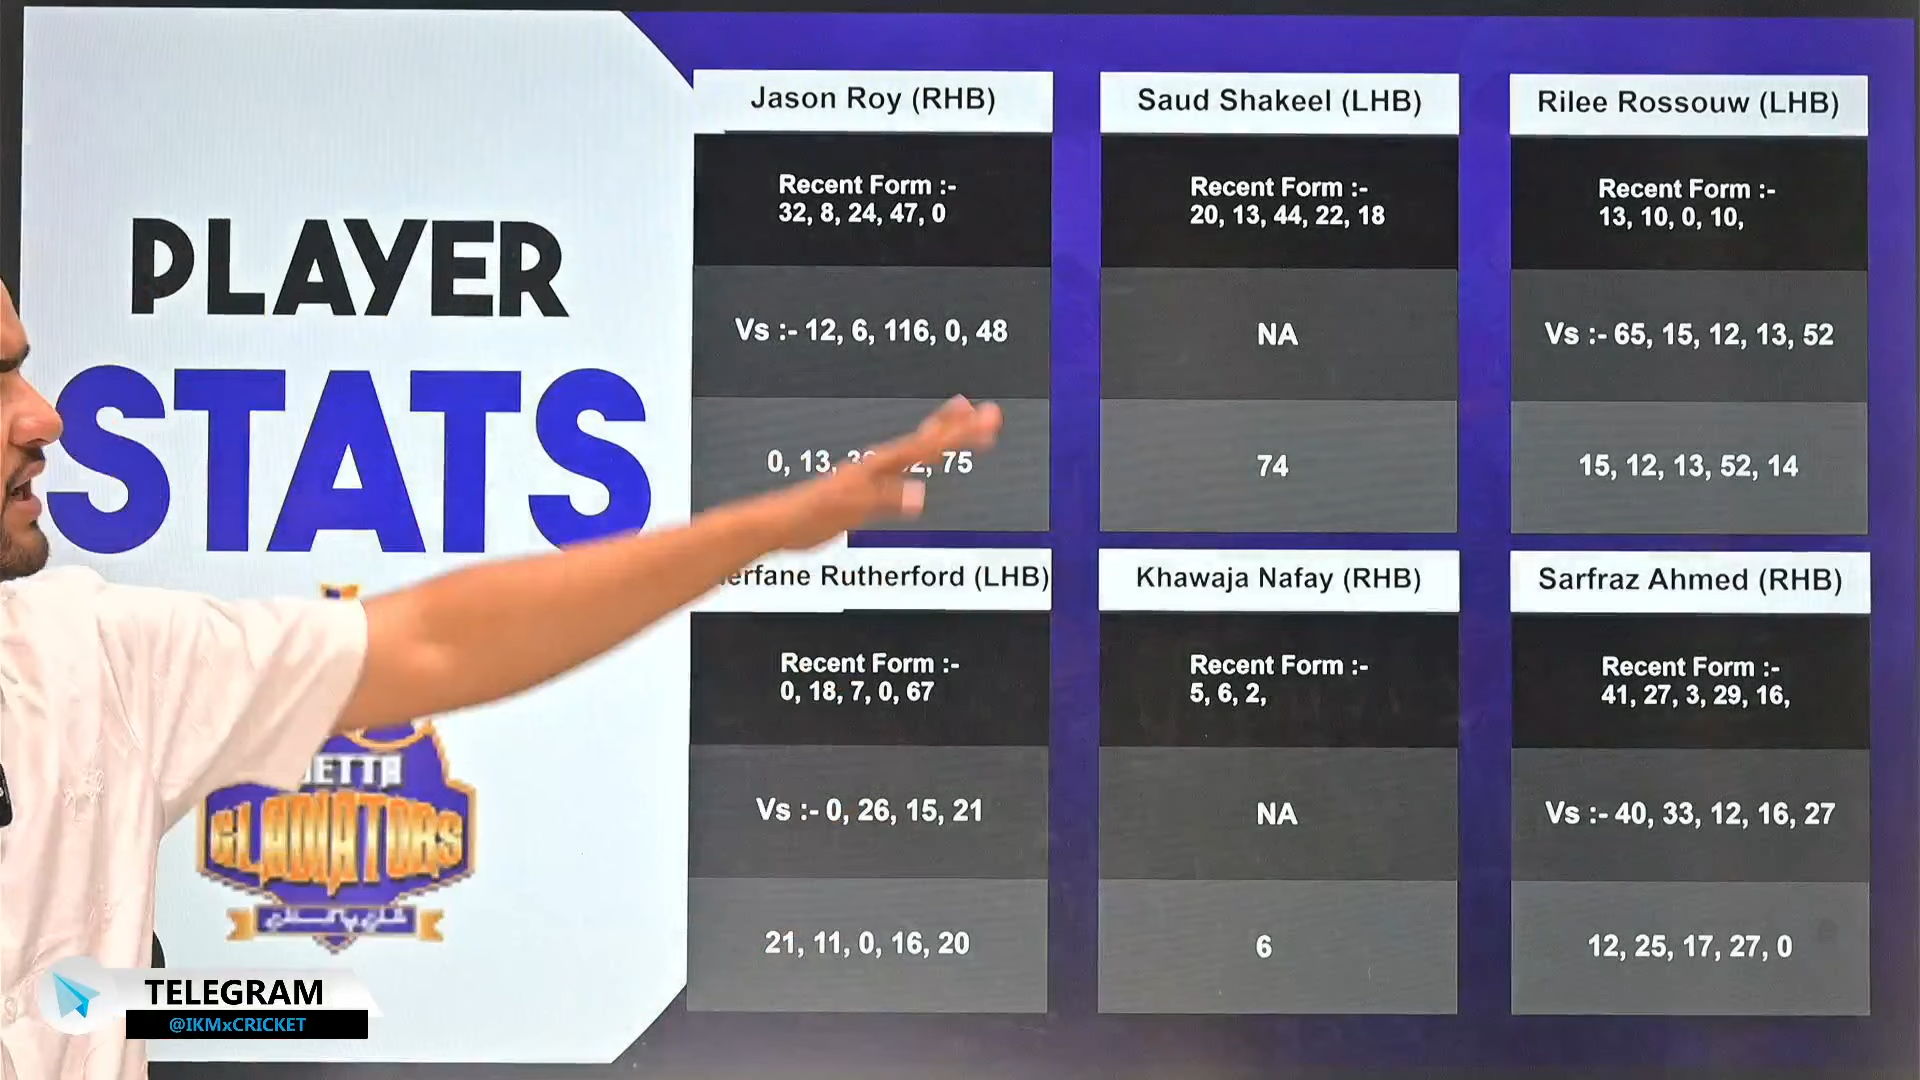 PLAYER
STATS
Jason Roy (RHB)
Recent Form :-
32, 8, 24, 47, 0
Vs :- 12, 6, 116, 0, 48
0, 13, 75
Saud Shakeel (LHB)
Recent Form :-
20, 13, 44, 22, 18
NA
74
Rilee Rossouw (LHB)
Recent Form :-
13, 10, 0, 10,
Vs :- 65, 15, 12, 13, 52
15, 12, 13, 52, 14
Rutherford (LHB)
Recent Form :-
0, 18, 7, 0, 67
Vs :- 0, 26, 15, 21
21, 11, 0, 16, 20
Khawaja Nafay (RHB)
Recent Form :-
5, 6, 2,
NA
6
Sarfraz Ahmed (RHB)
Recent Form :-
41, 27, 3, 29, 16,
Vs :- 40, 33, 12, 16, 27
12, 25, 17, 27, 0
GLADIATORS
TELEGRAM
@IKMxCRICKET